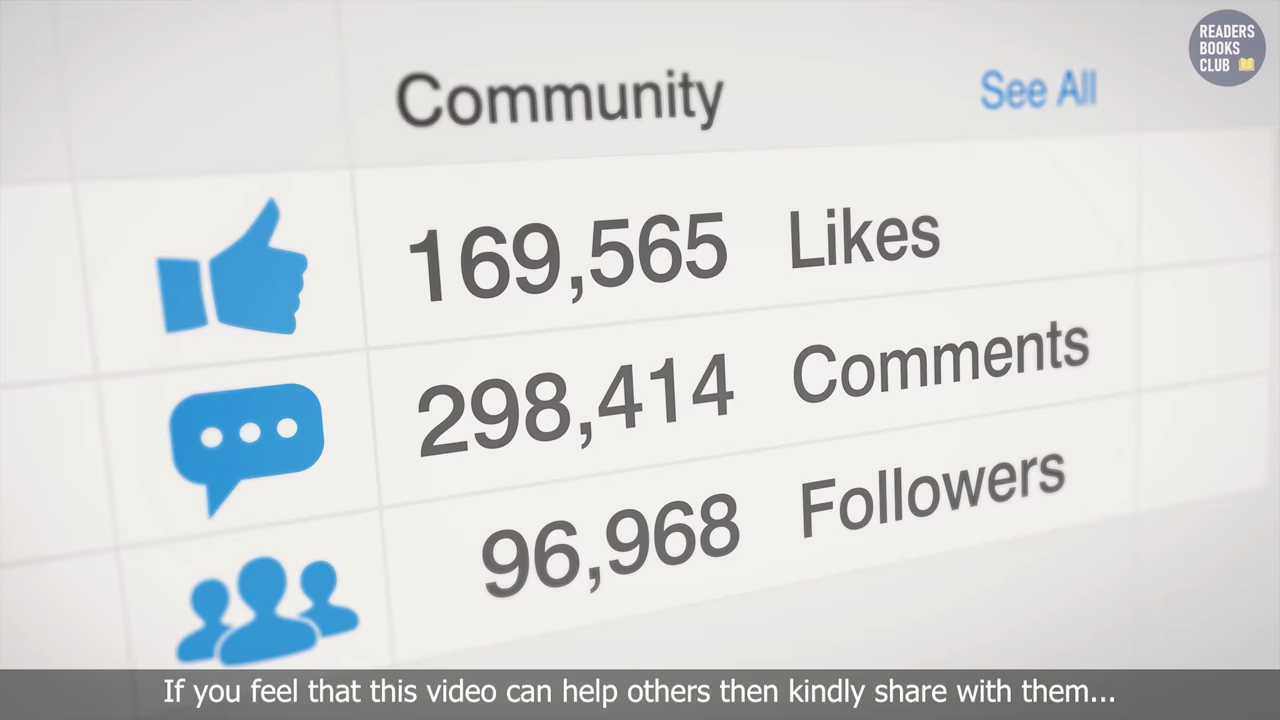 READERS
BOOKS
CLUB
Community See All
169,565 Likes
298,414 Comments
96,968 Followers
If you feel that this video can help others then kindly share with them...